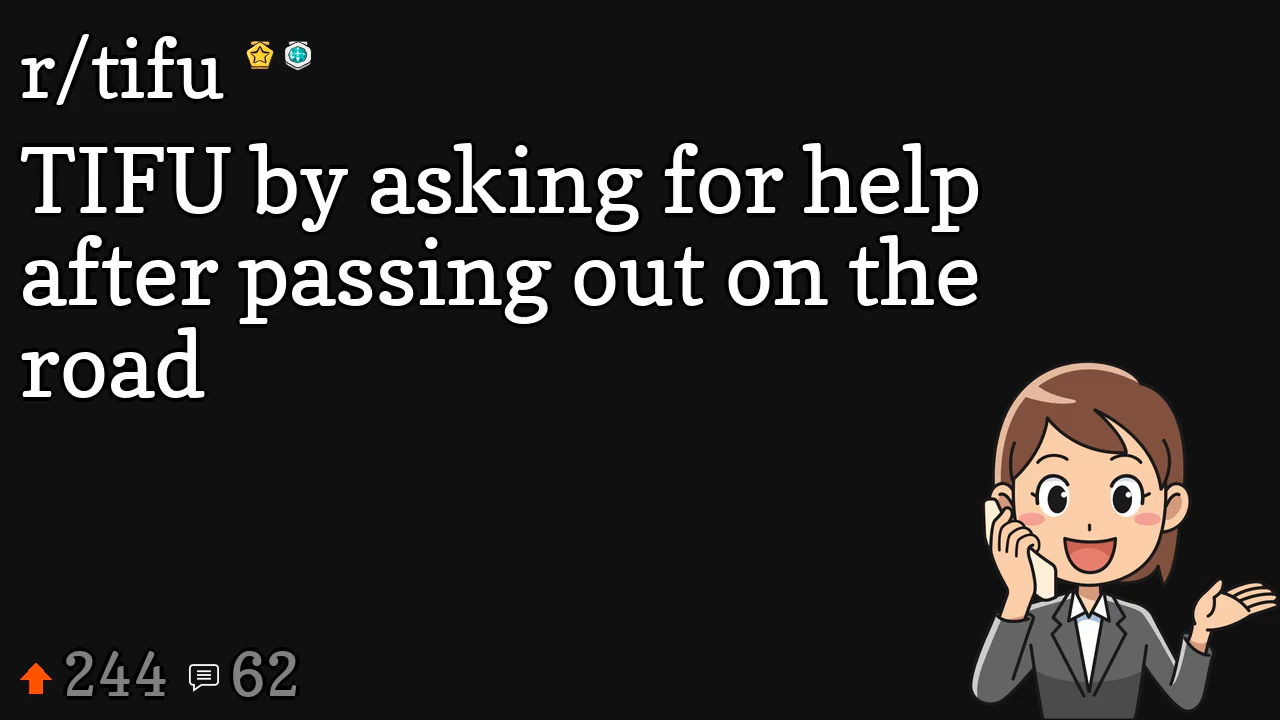 r/tifu
TIFU by asking for help
after passing out on the
road
244 62